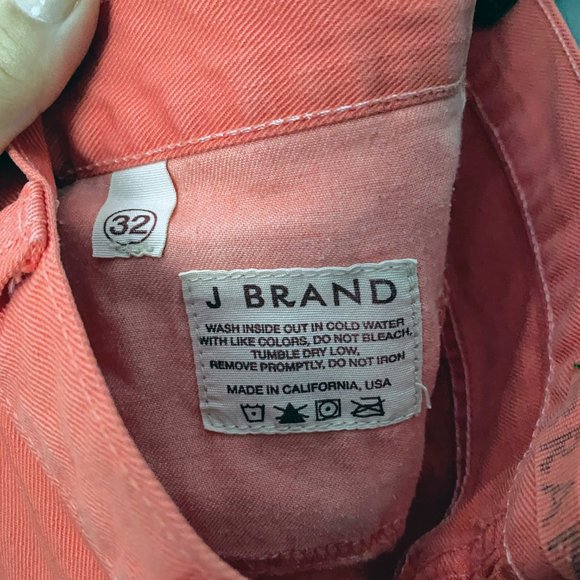 32
J BRAND
WASH INSIDE OUT IN COLD WATER
WITH LIKE COLORS, DO NOT BLEACH,
TUMBLE DRY LOW,
REMOVE PROMPTLY, DO NOT IRON
MADE IN CALIFORNIA, USA